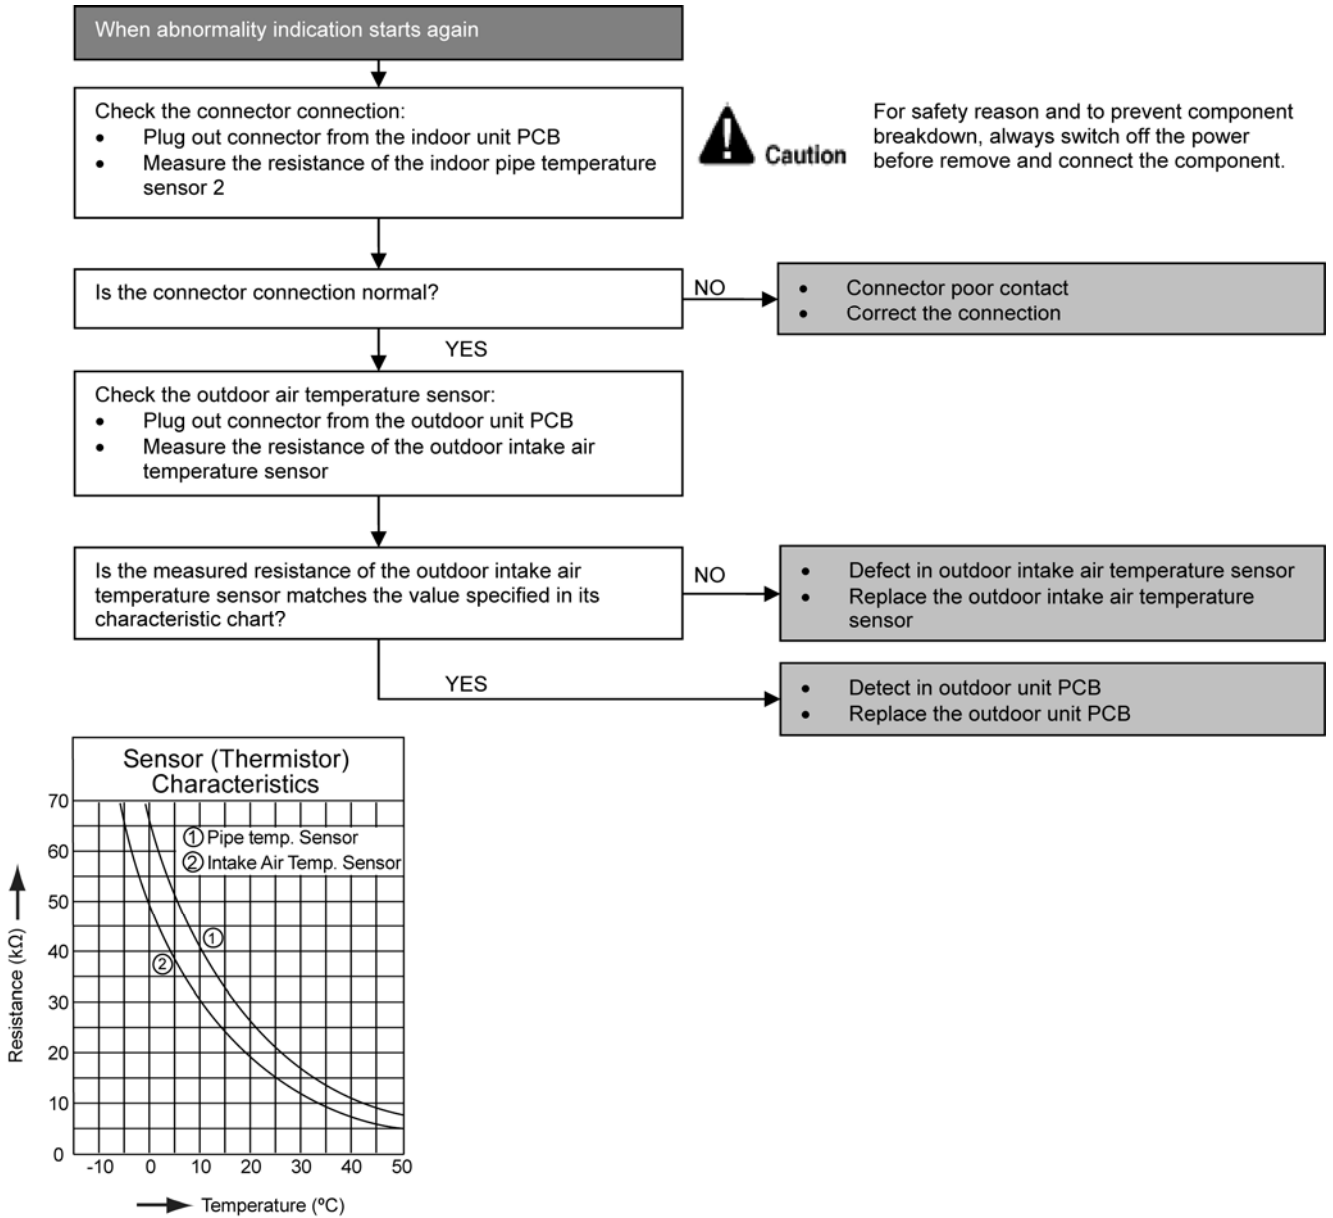 When abnormality indication starts again
Check the connector connection:
• Plug out connector from the indoor unit PCB
• Measure the resistance of the indoor pipe temperature
sensor 2
Caution
For safety reason and to prevent component
breakdown, always switch off the power
before remove and connect the component.
Is the connector connection normal?
NO
• Connector poor contact
• Correct the connection
YES
Check the outdoor air temperature sensor:
• Plug out connector from the outdoor unit PCB
• Measure the resistance of the outdoor intake air
temperature sensor
Is the measured resistance of the outdoor intake air
temperature sensor matches the value specified in its
characteristic chart?
NO
• Defect in outdoor intake air temperature sensor
• Replace the outdoor intake air temperature
sensor
YES
• Detect in outdoor unit PCB
• Replace the outdoor unit PCB
Sensor (Thermistor)
Characteristics
① Pipe temp. Sensor
② Intake Air Temp. Sensor
①
②
70
60
50
40
30
20
10
0
Resistance (kΩ)
-10 0 10 20 30 40 50
Temperature (ºC)